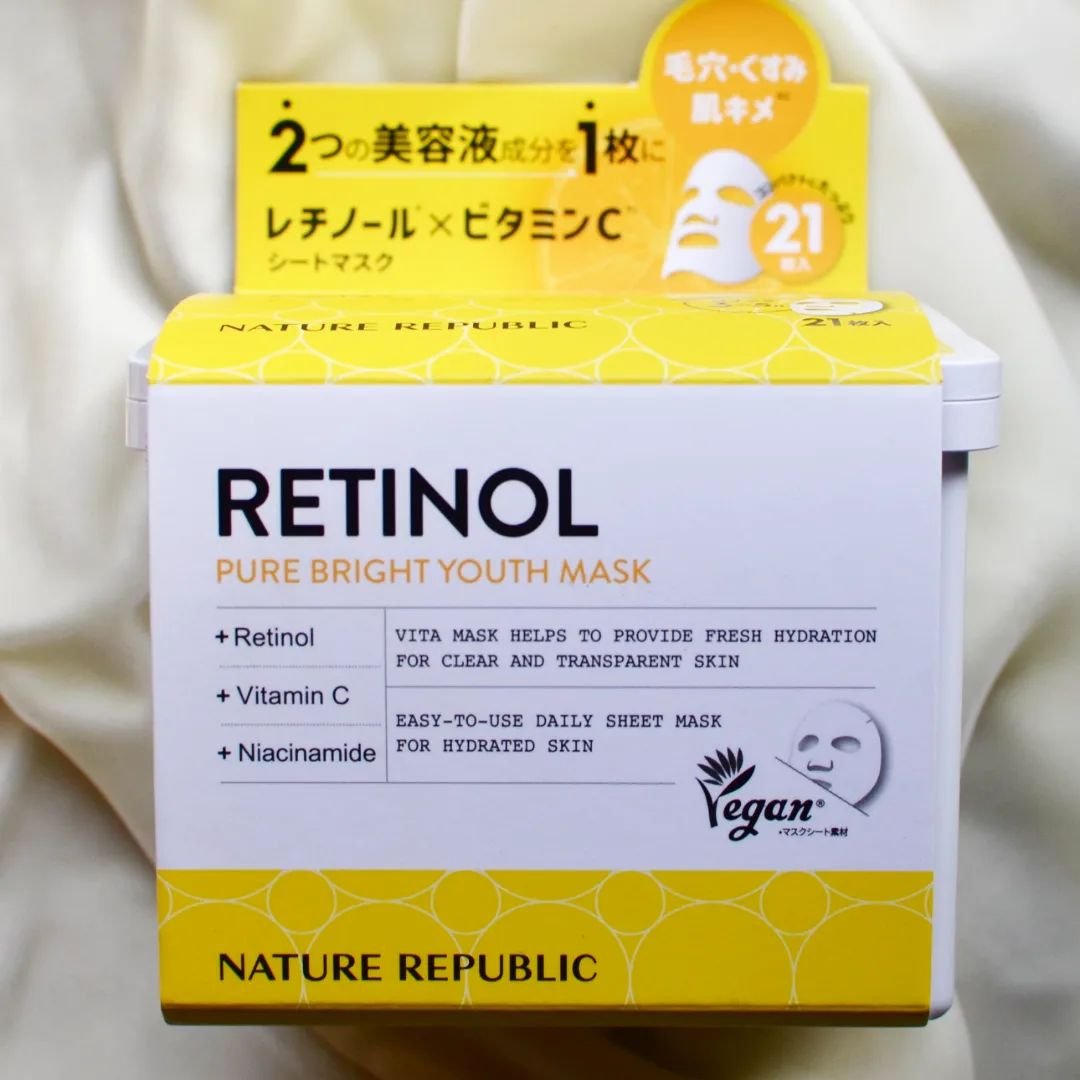 毛穴・くすみ
肌キメ
2つの美容液成分を1枚に
レチノール×ビタミンC
シートマスク
21
枚入
NATURE REPUBLIC
21枚入
RETINOL
PURE BRIGHT YOUTH MASK
+ Retinol
+ Vitamin C
+ Niacinamide
VITA MASK HELPS TO PROVIDE FRESH HYDRATION
FOR CLEAR AND TRANSPARENT SKIN
EASY-TO-USE DAILY SHEET MASK
FOR HYDRATED SKIN
Vegan®
*マスクシート素材
NATURE REPUBLIC